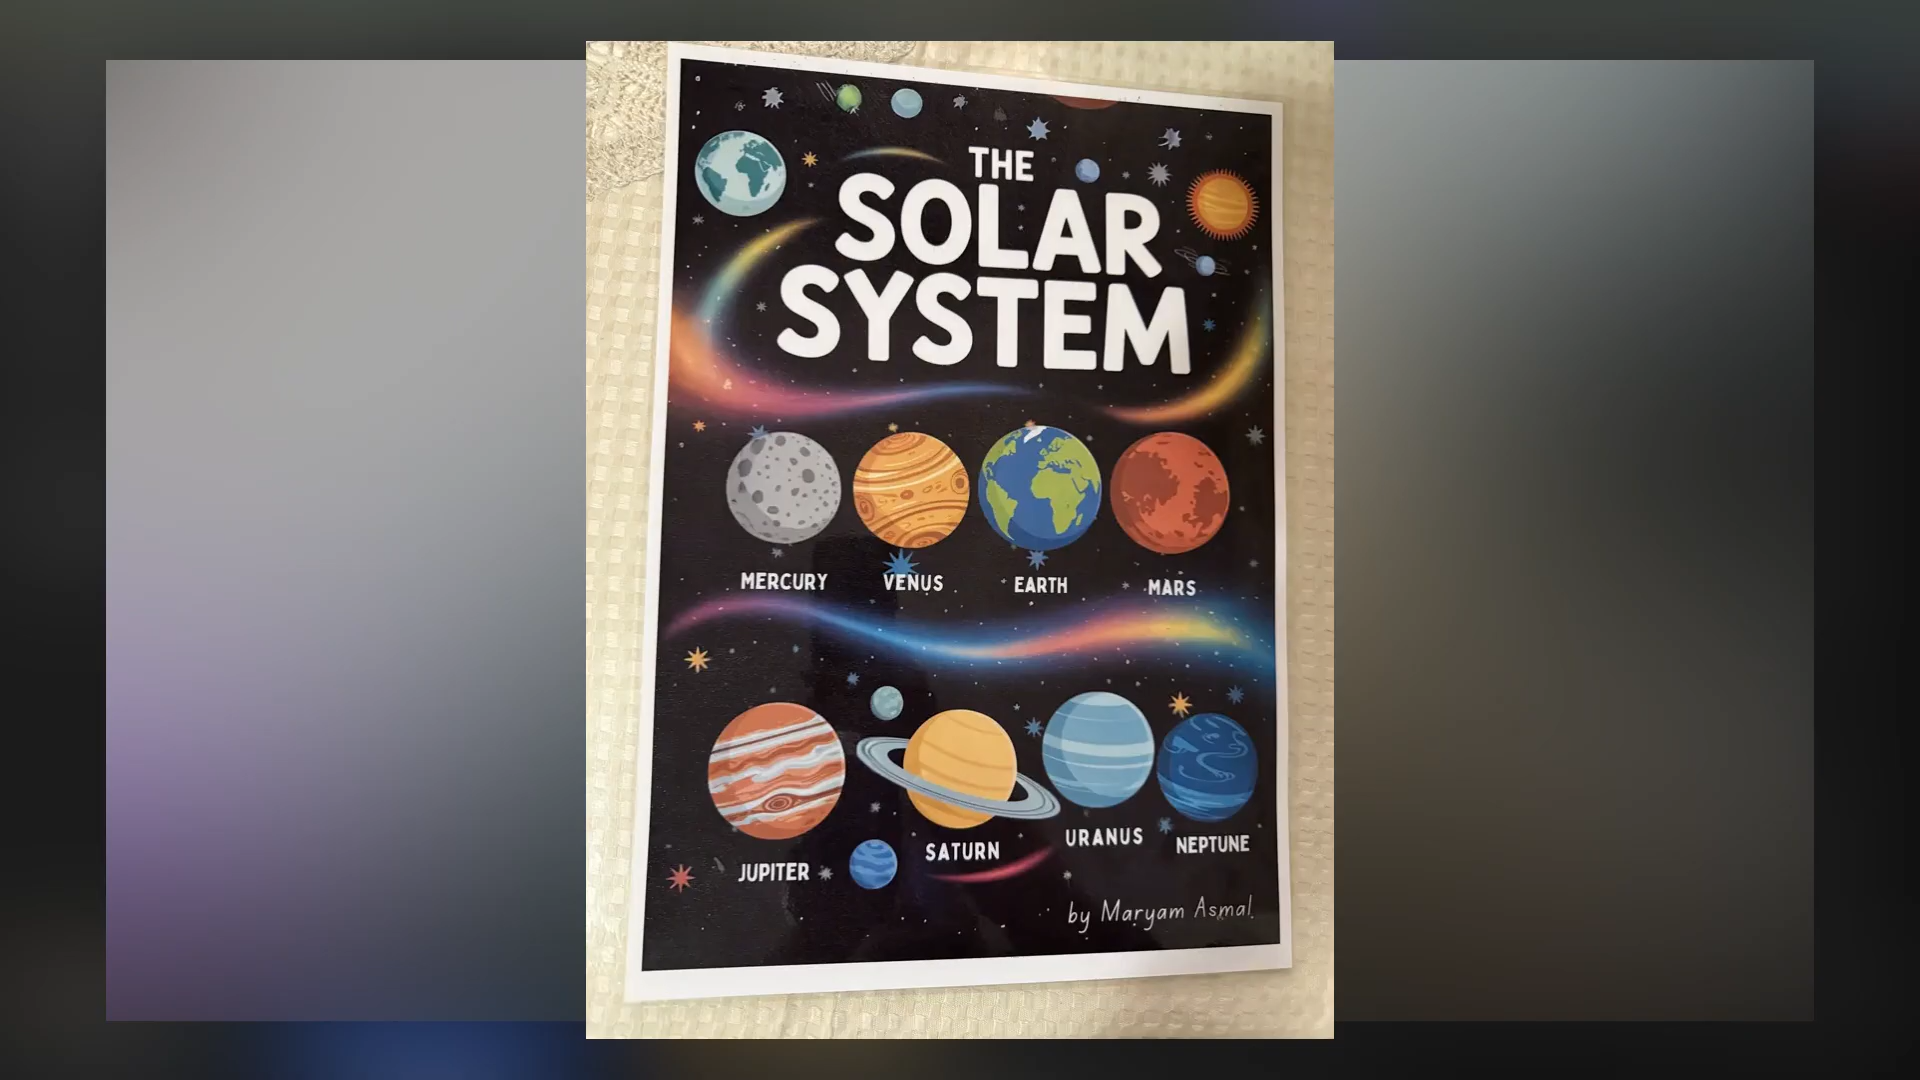 THE
SOLAR
SYSTEM
MERCURY VENUS EARTH MARS
JUPITER SATURN URANUS NEPTUNE
by Maryam Asmal